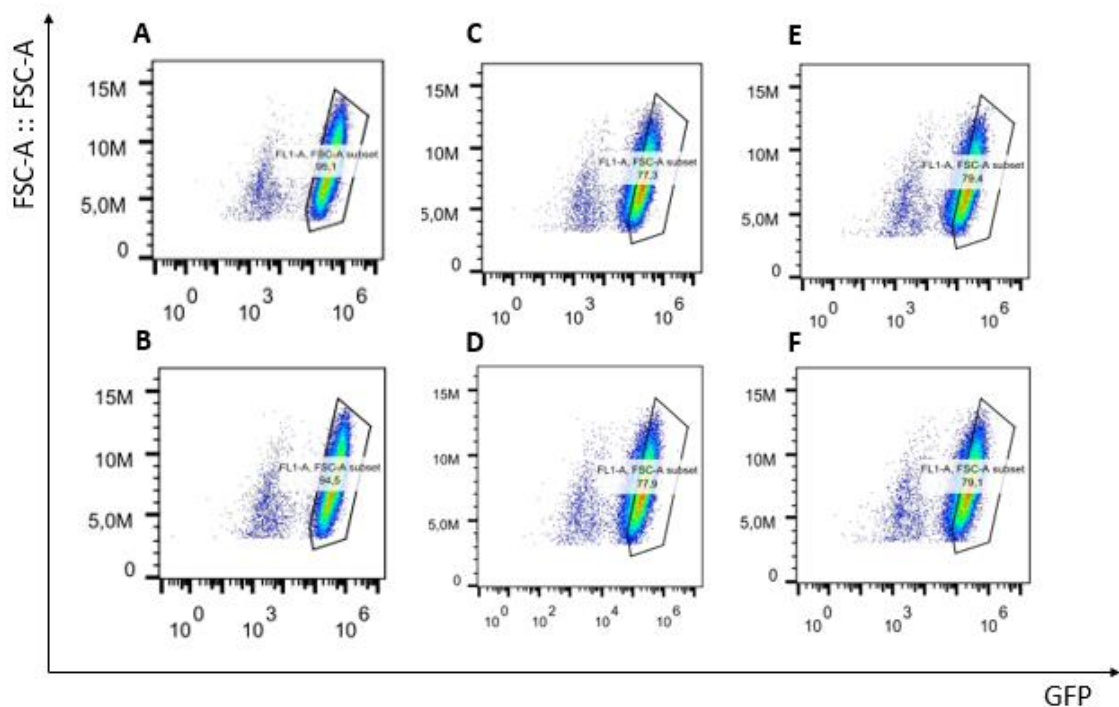 FSC-A :: FSC-A
A
15M
10M
5,0M
0
FL1-A, FSC-A subset
95,1
10^0 10^3 10^6
C
15M
10M
5,0M
0
FL1-A, FSC-A subset
77,3
10^0 10^3 10^6
E
15M
10M
5,0M
0
FL1-A, FSC-A subset
79,4
10^0 10^3 10^6
B
15M
10M
5,0M
0
FL1-A, FSC-A subset
94,5
10^0 10^3 10^6
D
15M
10M
5,0M
0
FL1-A, FSC-A subset
77,9
10^0 10^2 10^4 10^6
F
15M
10M
5,0M
0
FL1-A, FSC-A subset
79,1
10^0 10^3 10^6
GFP